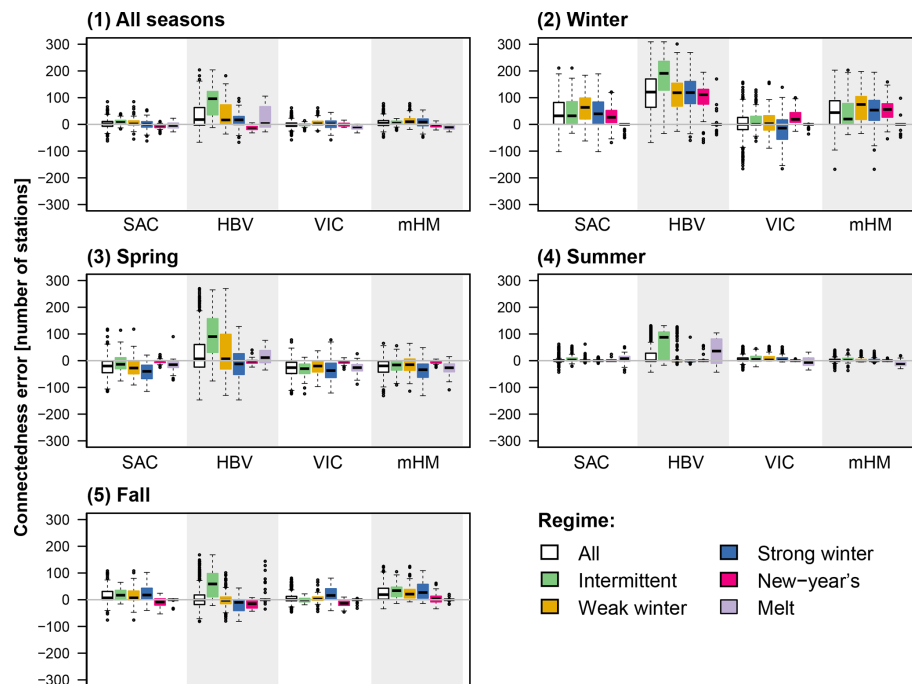 (1) All seasons
(2) Winter
300
200
100
0
−100
−200
−300
SAC HBV VIC mHM
300
200
100
0
−100
−200
−300
SAC HBV VIC mHM
(3) Spring
(4) Summer
300
200
100
0
−100
−200
−300
SAC HBV VIC mHM
300
200
100
0
−100
−200
−300
SAC HBV VIC mHM
(5) Fall
300
200
100
0
−100
−200
−300
Connectedness error [number of stations]
Regime:
All
Intermittent
Weak winter
Strong winter
New−year's
Melt